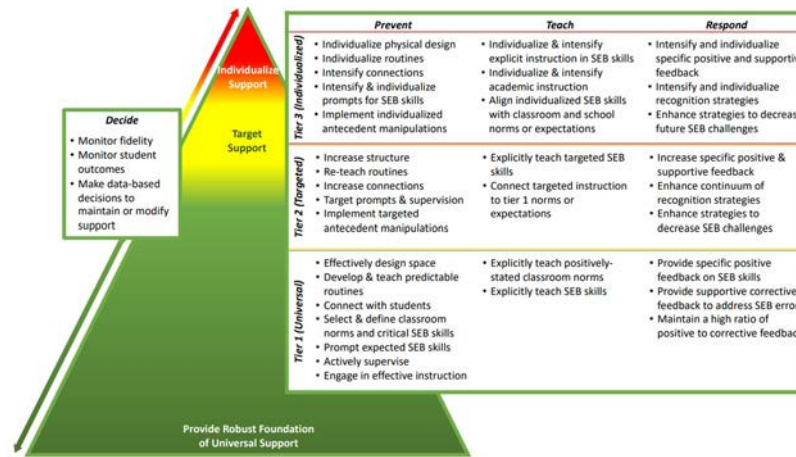 Prevent
Teach
Respond
Tier 3 (Individualized)
• Individualize physical design
• Individualize routines
• Intensify connections
• Intensify & individualize
prompts for SEB skills
• Implement individualized
antecedent manipulations
• Individualize & intensify
explicit instruction in SEB skills
• Individualize & intensify
academic instruction
• Align individualized SEB skills
with classroom and school
norms or expectations
• Intensify and individualize
specific positive and supportive
feedback
• Intensify and individualize
recognition strategies
• Enhance strategies to decrease
future SEB challenges
Tier 2 (Targeted)
• Increase structure
• Re-teach routines
• Increase connections
• Target prompts & supervision
• Implement targeted
antecedent manipulations
• Explicitly teach targeted SEB
skills
• Connect targeted instruction
to tier 1 norms or
expectations
• Increase specific positive &
supportive feedback
• Enhance continuum of
recognition strategies
• Enhance strategies to
decrease SEB challenges
Tier 1 (Universal)
• Effectively design space
• Develop & teach predictable
routines
• Connect with students
• Select & define classroom
norms and critical SEB skills
• Prompt expected SEB skills
• Actively supervise
• Engage in effective instruction
• Explicitly teach positively-
stated classroom norms
• Explicitly teach SEB skills
• Provide specific positive
feedback on SEB skills
• Provide supportive corrective
feedback to address SEB error
• Maintain a high ratio of
positive to corrective feedback
Individualize
Support
Target
Support
Decide
• Monitor fidelity
• Monitor student
outcomes
• Make data-based
decisions to
maintain or modify
support
Provide Robust Foundation
of Universal Support